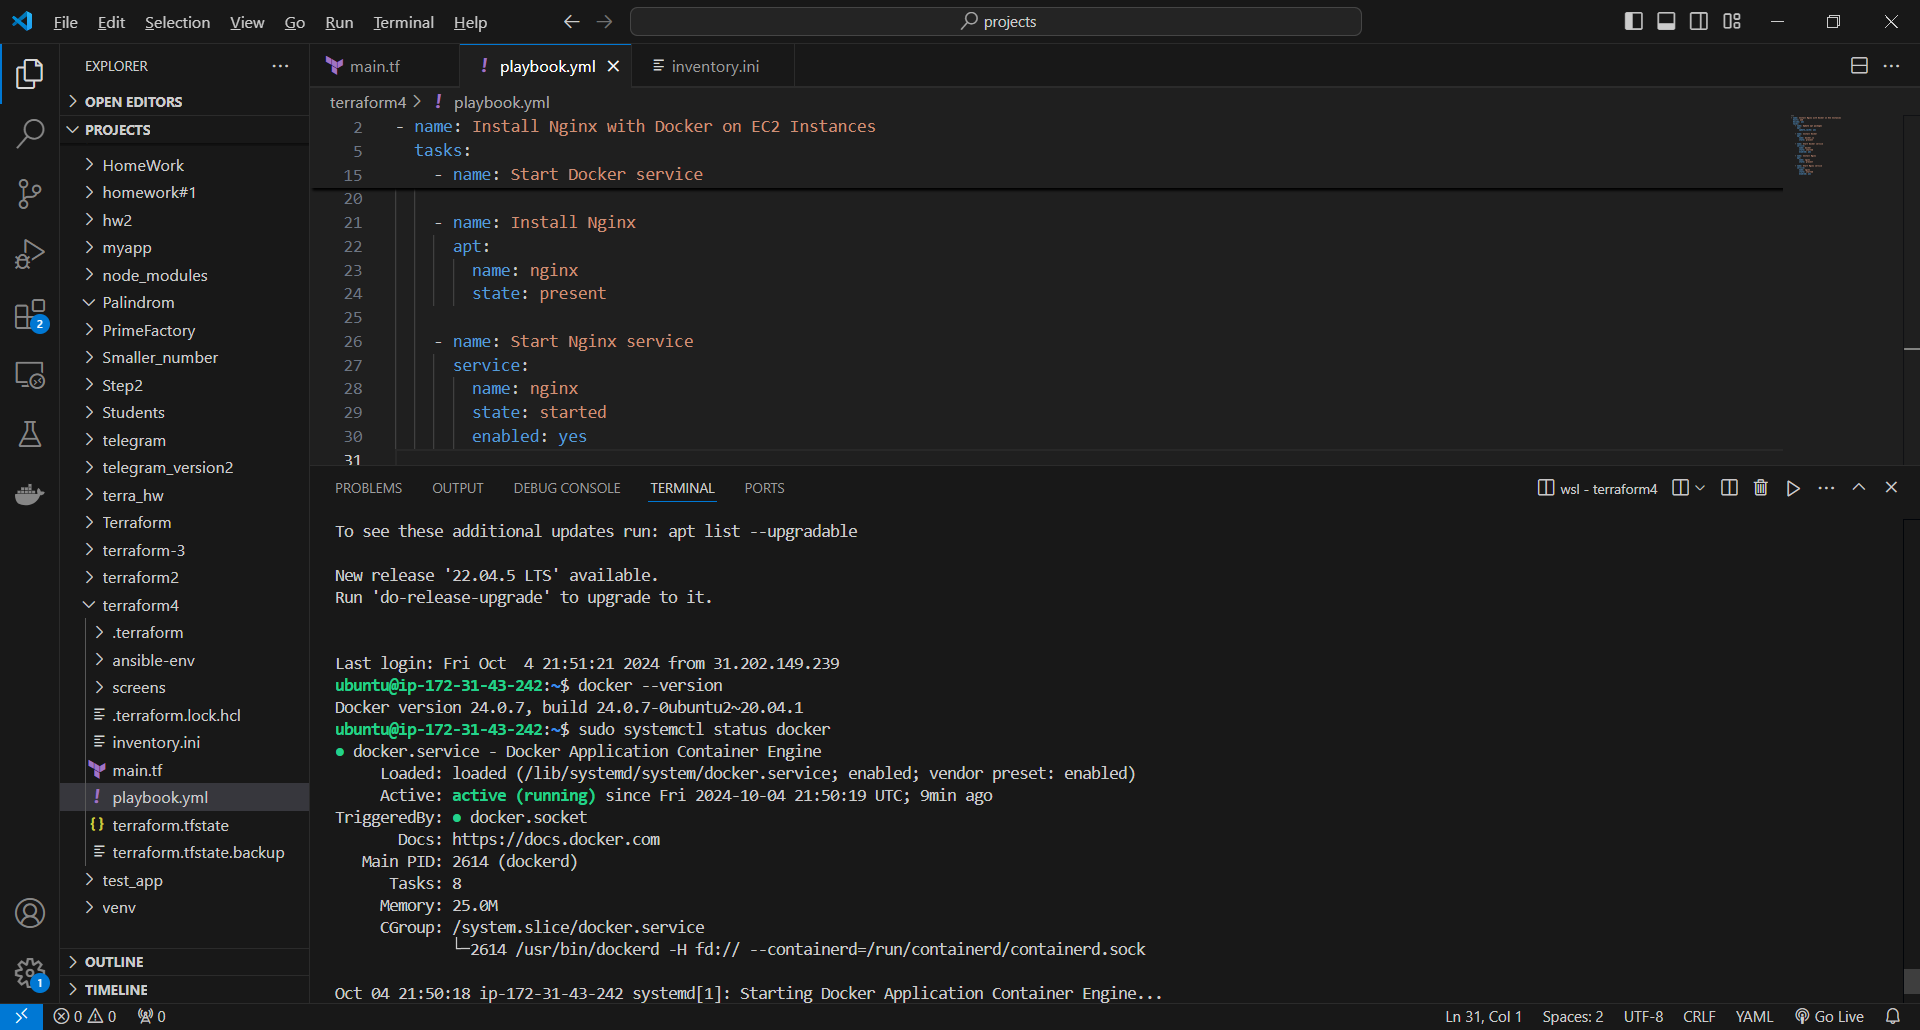 File Edit Selection View Go Run Terminal Help
projects
EXPLORER
OPEN EDITORS
PROJECTS
HomeWork
homework#1
hw2
myapp
node_modules
Palindrom
PrimeFactory
Smaller_number
Step2
Students
telegram
telegram_version2
terra_hw
Terraform
terraform-3
terraform2
terraform4
.terraform
ansible-env
screens
.terraform.lock.hcl
inventory.ini
main.tf
playbook.yml
terraform.tfstate
terraform.tfstate.backup
test_app
venv
OUTLINE
TIMELINE
2
1
main.tf
playbook.yml
inventory.ini
terraform4 > playbook.yml
2 - name: Install Nginx with Docker on EC2 Instances
5 tasks:
15 - name: Start Docker service
20
21 - name: Install Nginx
22 apt:
23 name: nginx
24 state: present
25
26 - name: Start Nginx service
27 service:
28 name: nginx
29 state: started
30 enabled: yes
31
PROBLEMS OUTPUT DEBUG CONSOLE TERMINAL PORTS
wsl - terraform4
To see these additional updates run: apt list --upgradable
New release '22.04.5 LTS' available.
Run 'do-release-upgrade' to upgrade to it.
Last login: Fri Oct  4 21:51:21 2024 from 31.202.149.239
ubuntu@ip-172-31-43-242:~$ docker --version
Docker version 24.0.7, build 24.0.7-0ubuntu2~20.04.1
ubuntu@ip-172-31-43-242:~$ sudo systemctl status docker
● docker.service - Docker Application Container Engine
Loaded: loaded (/lib/systemd/system/docker.service; enabled; vendor preset: enabled)
Active: active (running) since Fri 2024-10-04 21:50:19 UTC; 9min ago
TriggeredBy: ● docker.socket
Docs: https://docs.docker.com
Main PID: 2614 (dockerd)
Tasks: 8
Memory: 25.0M
CGroup: /system.slice/docker.service
└─2614 /usr/bin/dockerd -H fd:// --containerd=/run/containerd/containerd.sock
Oct 04 21:50:18 ip-172-31-43-242 systemd[1]: Starting Docker Application Container Engine...
0 0 0
Ln 31, Col 1 Spaces: 2 UTF-8 CRLF YAML Go Live